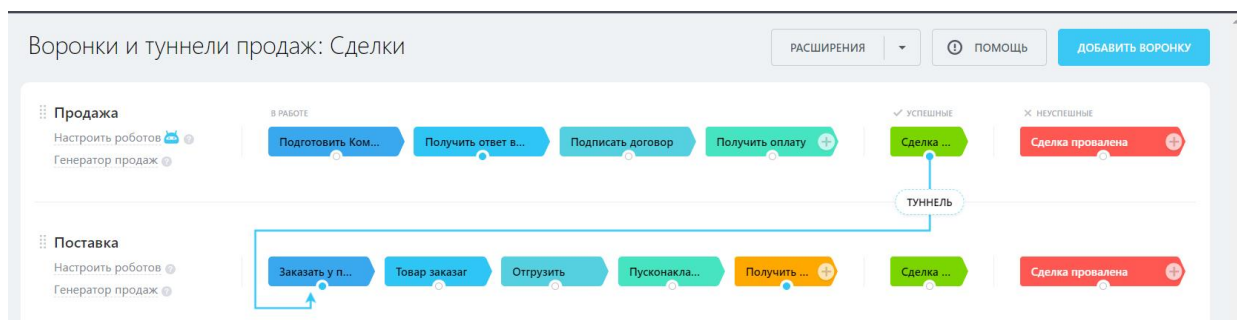 Воронки и туннели продаж: Сделки
РАСШИРЕНИЯ
ПОМОЩЬ
ДОБАВИТЬ ВОРОНКУ
Продажа
В РАБОТЕ
УСПЕШНЫЕ
НЕУСПЕШНЫЕ
Настроить роботов
Генератор продаж
Подготовить Ком...
Получить ответ в...
Подписать договор
Получить оплату
Сделка ...
Сделка провалена
ТУННЕЛЬ
Поставка
Настроить роботов
Генератор продаж
Заказать у п...
Товар заказаг
Отгрузить
Пусконакла...
Получить ...
Сделка ...
Сделка провалена